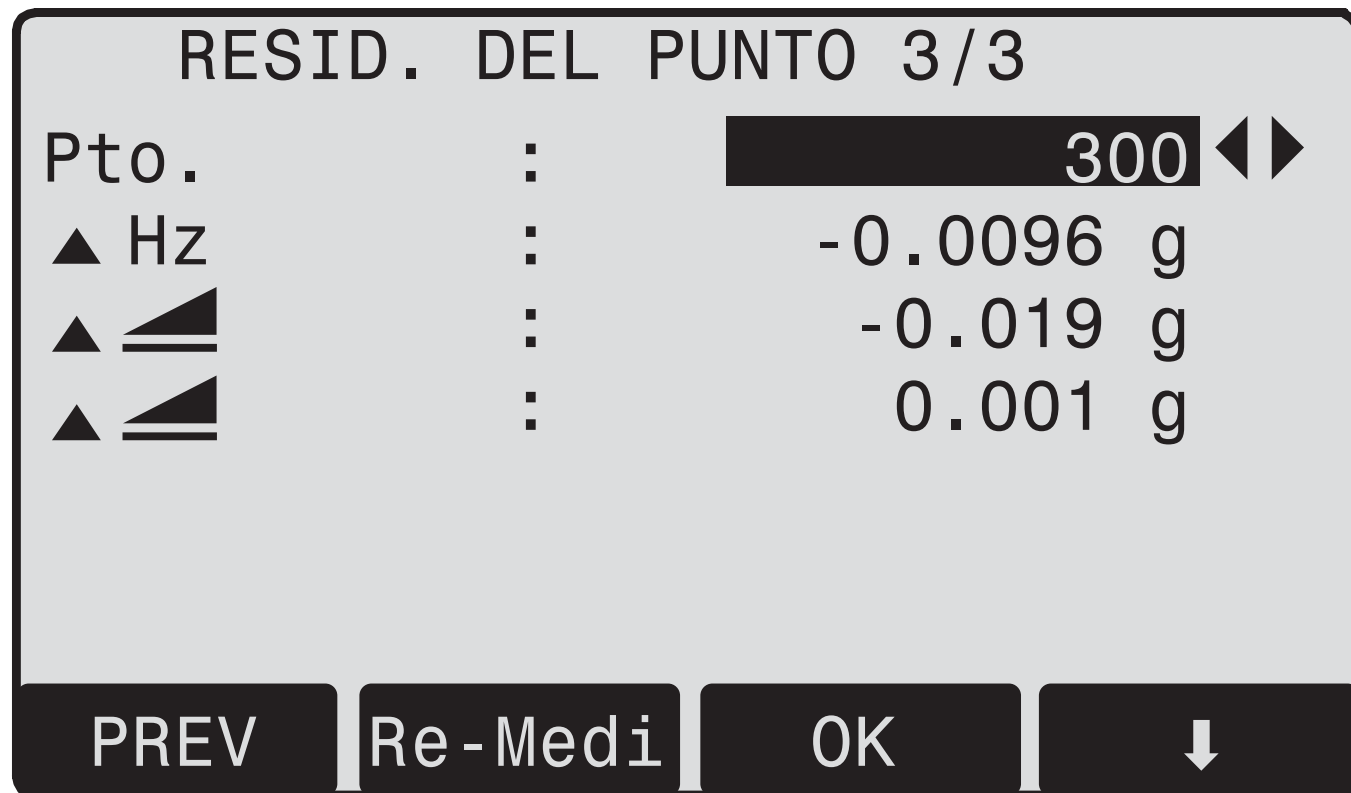 RESID. DEL PUNTO 3/3
Pto. : 300
▲ Hz : -0.0096 g
▲ : -0.019 g
▲ : 0.001 g
PREV Re-Medi OK ⬇